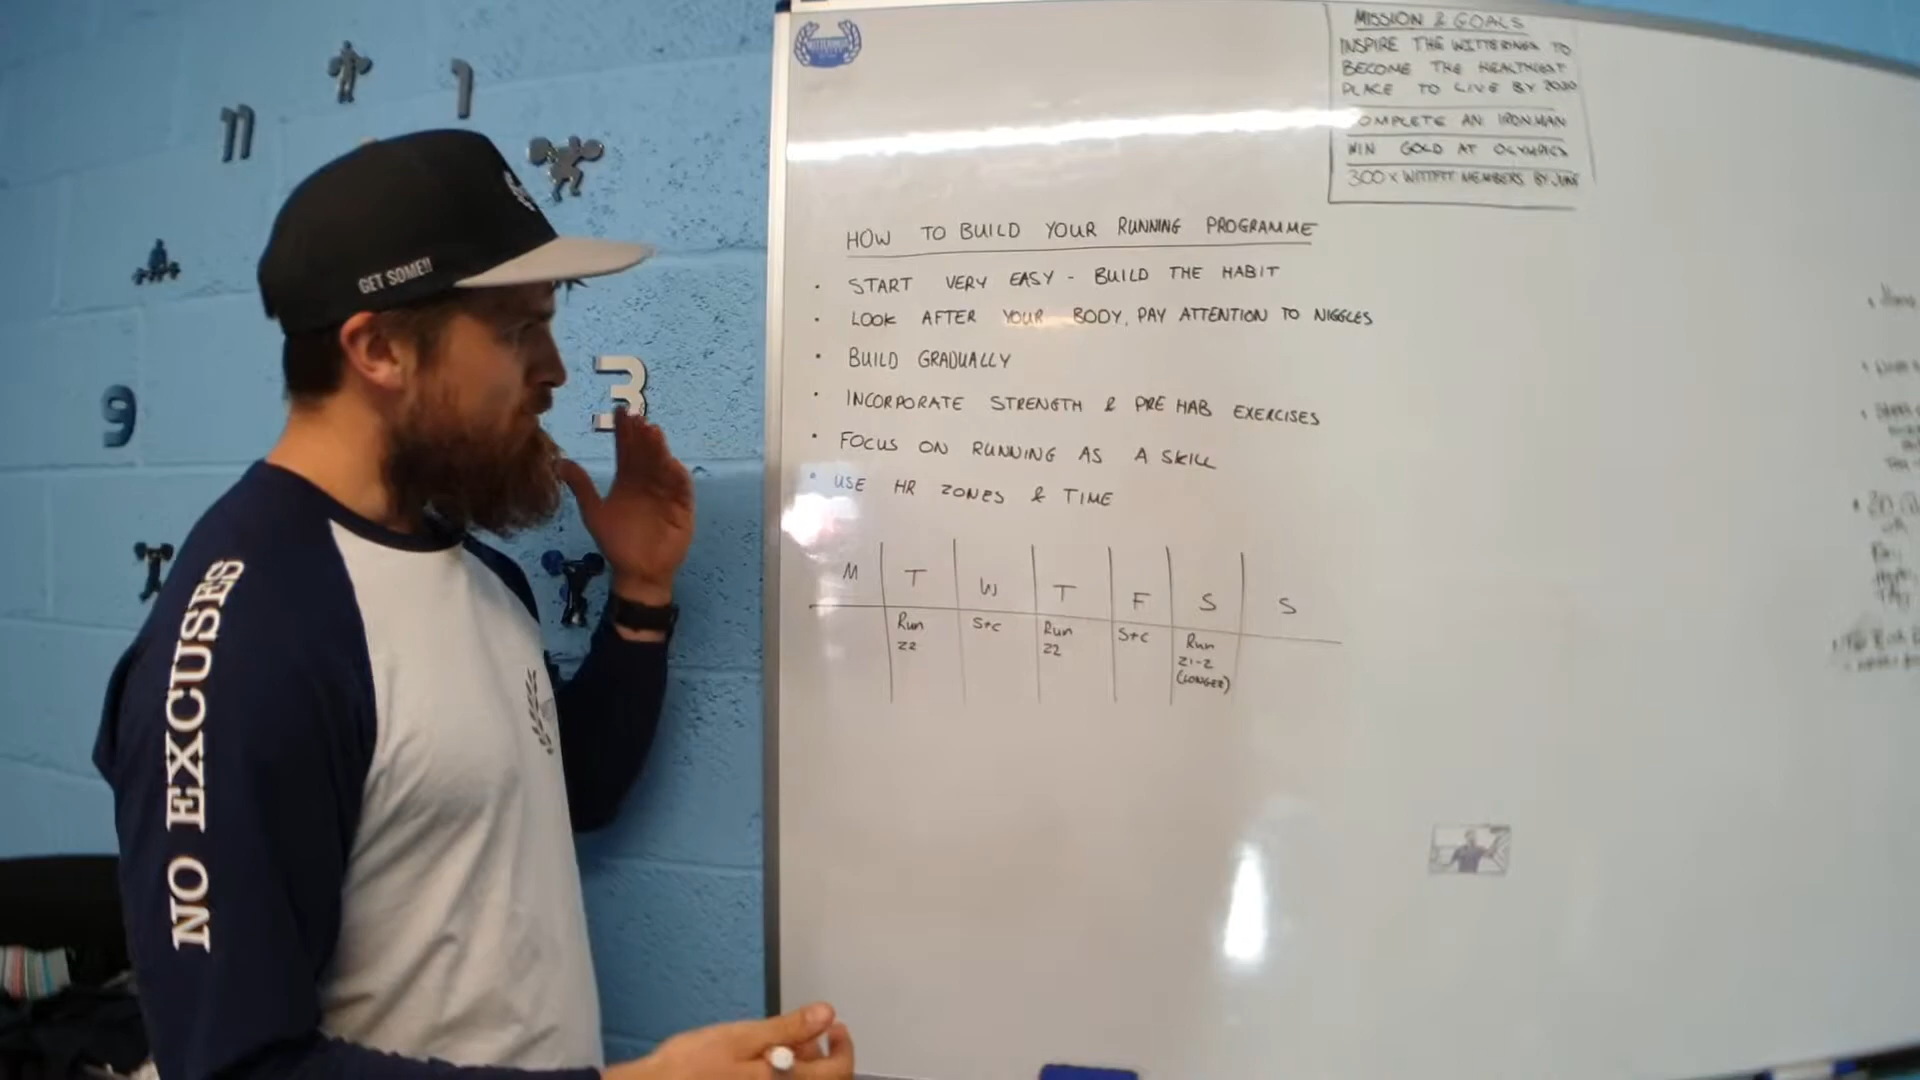 MISSION & GOALS
INSPIRE THE WITTERINGS TO
BECOME THE HEALTHIEST
PLACE TO LIVE BY 2030
COMPLETE AN IRONMAN
WIN GOLD AT OLYMPICS
300 x WITTFIT MEMBERS BY JUNE
HOW TO BUILD YOUR RUNNING PROGRAMME
• START VERY EASY - BUILD THE HABIT
• LOOK AFTER YOUR BODY, PAY ATTENTION TO NIGGLES
• BUILD GRADUALLY
• INCORPORATE STRENGTH & PRE HAB EXERCISES
• FOCUS ON RUNNING AS A SKILL
• USE HR ZONES & TIME
M T W T F S S
Run S+C Run S+C Run
Z2 Z2 Z1-2
(LONGER)
GET SOME!!
NO EXCUSES
11
1
9
3